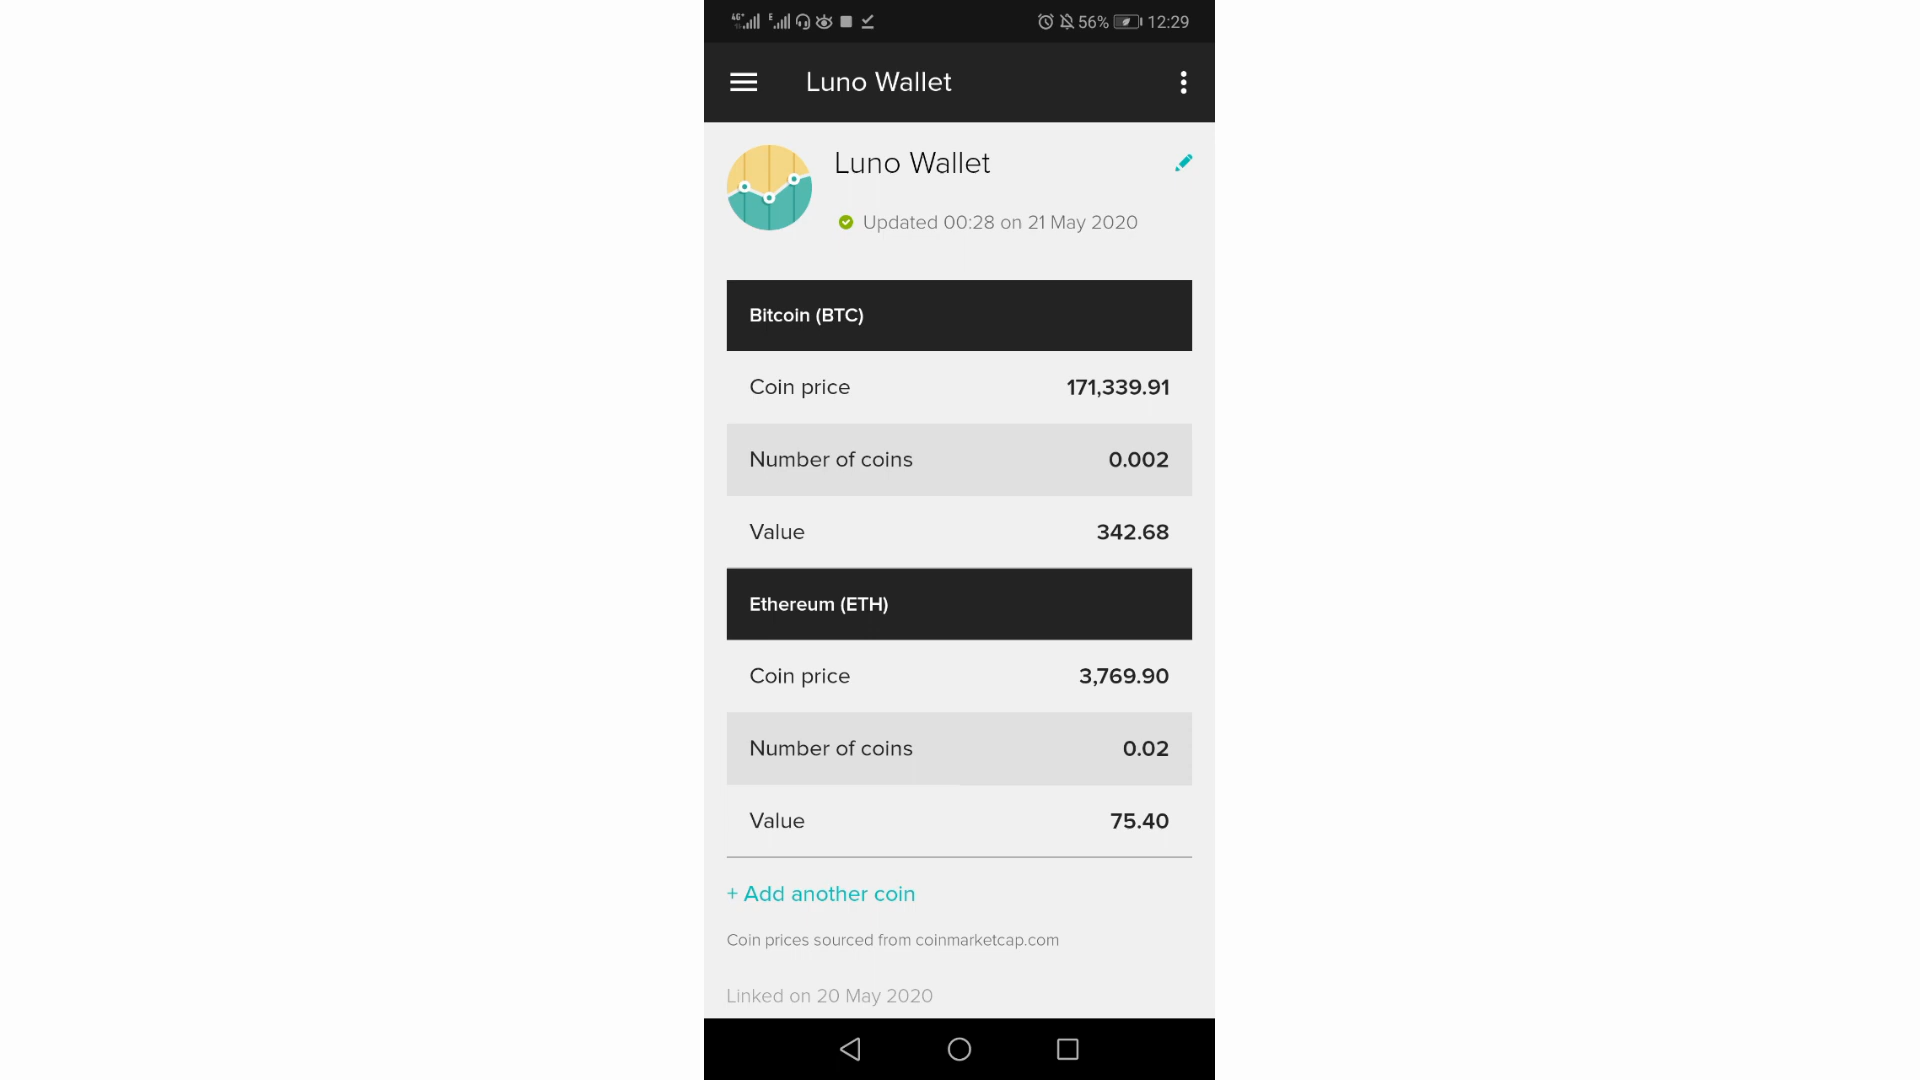 4G+ E 56% 12:29
Luno Wallet
Luno Wallet
Updated 00:28 on 21 May 2020
Bitcoin (BTC)
Coin price 171,339.91
Number of coins 0.002
Value 342.68
Ethereum (ETH)
Coin price 3,769.90
Number of coins 0.02
Value 75.40
+ Add another coin
Coin prices sourced from coinmarketcap.com
Linked on 20 May 2020